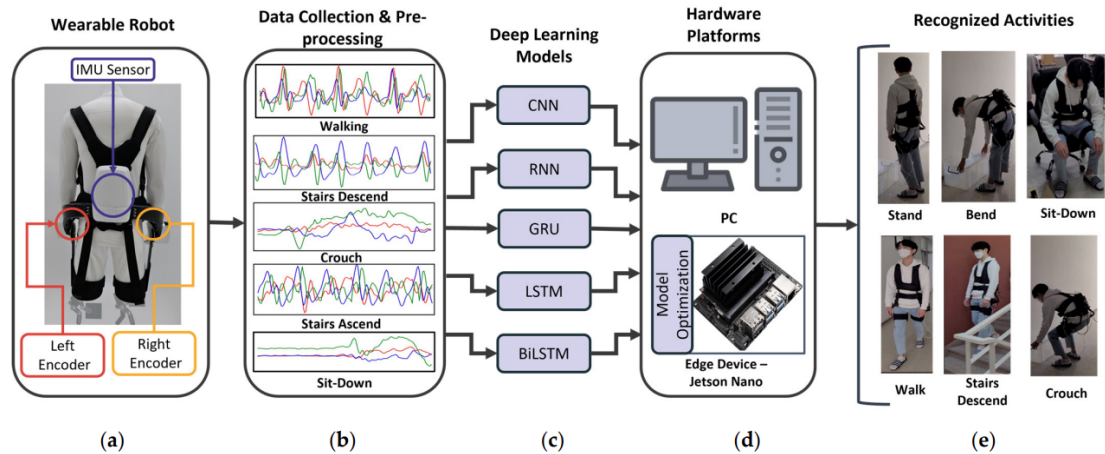 Wearable Robot
IMU Sensor
Left
Encoder
Right
Encoder
(a)
Data Collection & Pre-
processing
Walking
Stairs Descend
Crouch
Stairs Ascend
Sit-Down
(b)
Deep Learning
Models
CNN
RNN
GRU
LSTM
BiLSTM
(c)
Hardware
Platforms
PC
Model
Optimization
Edge Device –
Jetson Nano
(d)
Recognized Activities
Stand
Bend
Sit-Down
Walk
Stairs
Descend
Crouch
(e)